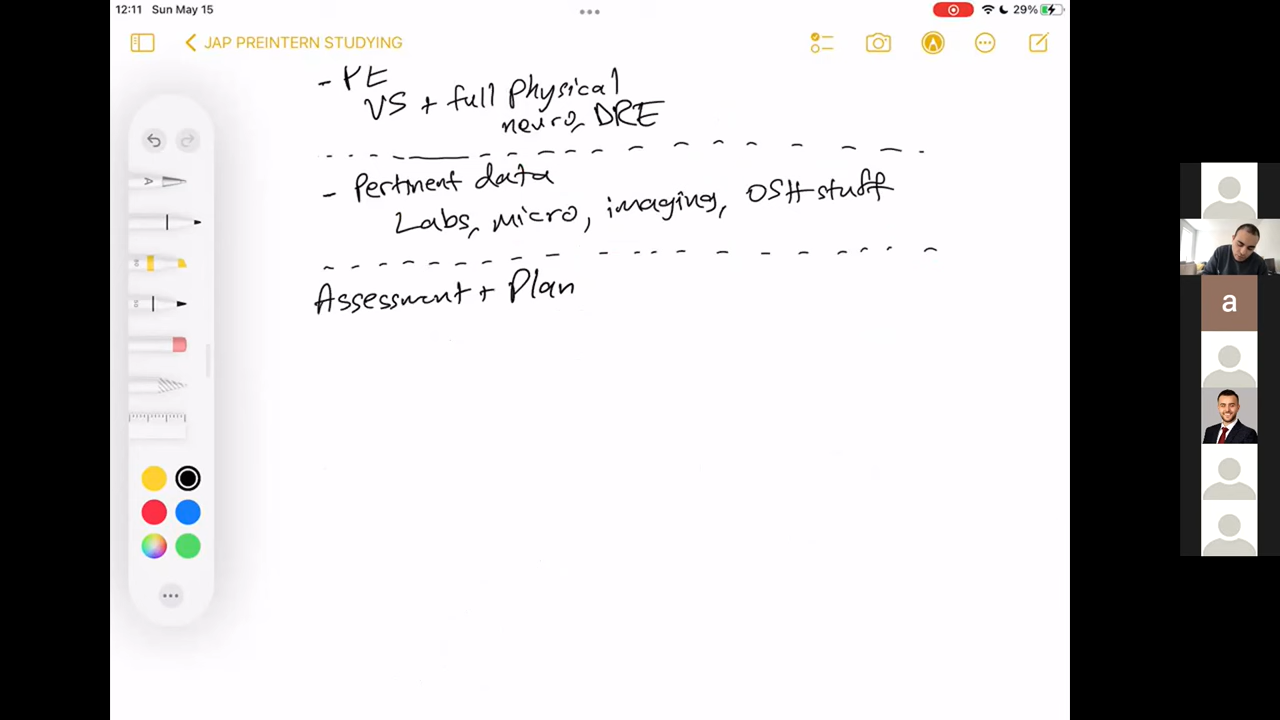 12:11 Sun May 15
29%
JAP PREINTERN STUDYING
- PE
VS + full physical
neuro, DRE
- Pertinent data
Labs, micro, imaging, OSH stuff
Assessment + Plan
a